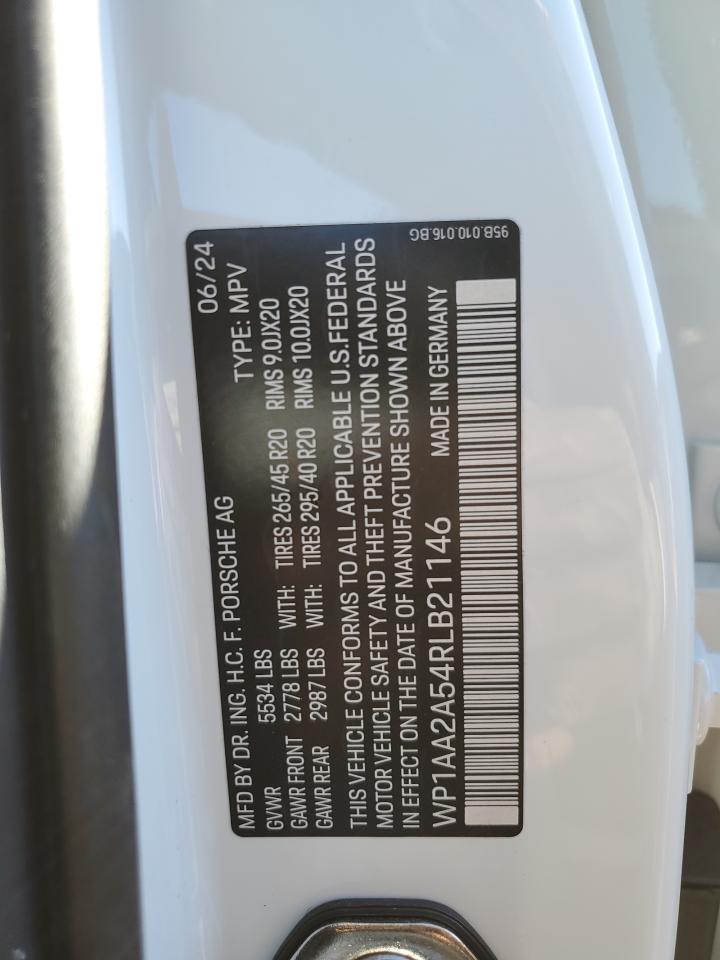 MFD BY DR. ING. H.C. F. PORSCHE AG 06/24
GVWR 5534 LBS TYPE: MPV
GAWR FRONT 2778 LBS WITH: TIRES 265/45 R20 RIMS 9.0JX20
GAWR REAR 2987 LBS WITH: TIRES 295/40 R20 RIMS 10.0JX20
THIS VEHICLE CONFORMS TO ALL APPLICABLE U.S.FEDERAL
MOTOR VEHICLE SAFETY AND THEFT PREVENTION STANDARDS
IN EFFECT ON THE DATE OF MANUFACTURE SHOWN ABOVE
WP1AA2A54RLB21146 MADE IN GERMANY
95B.010.016.BG